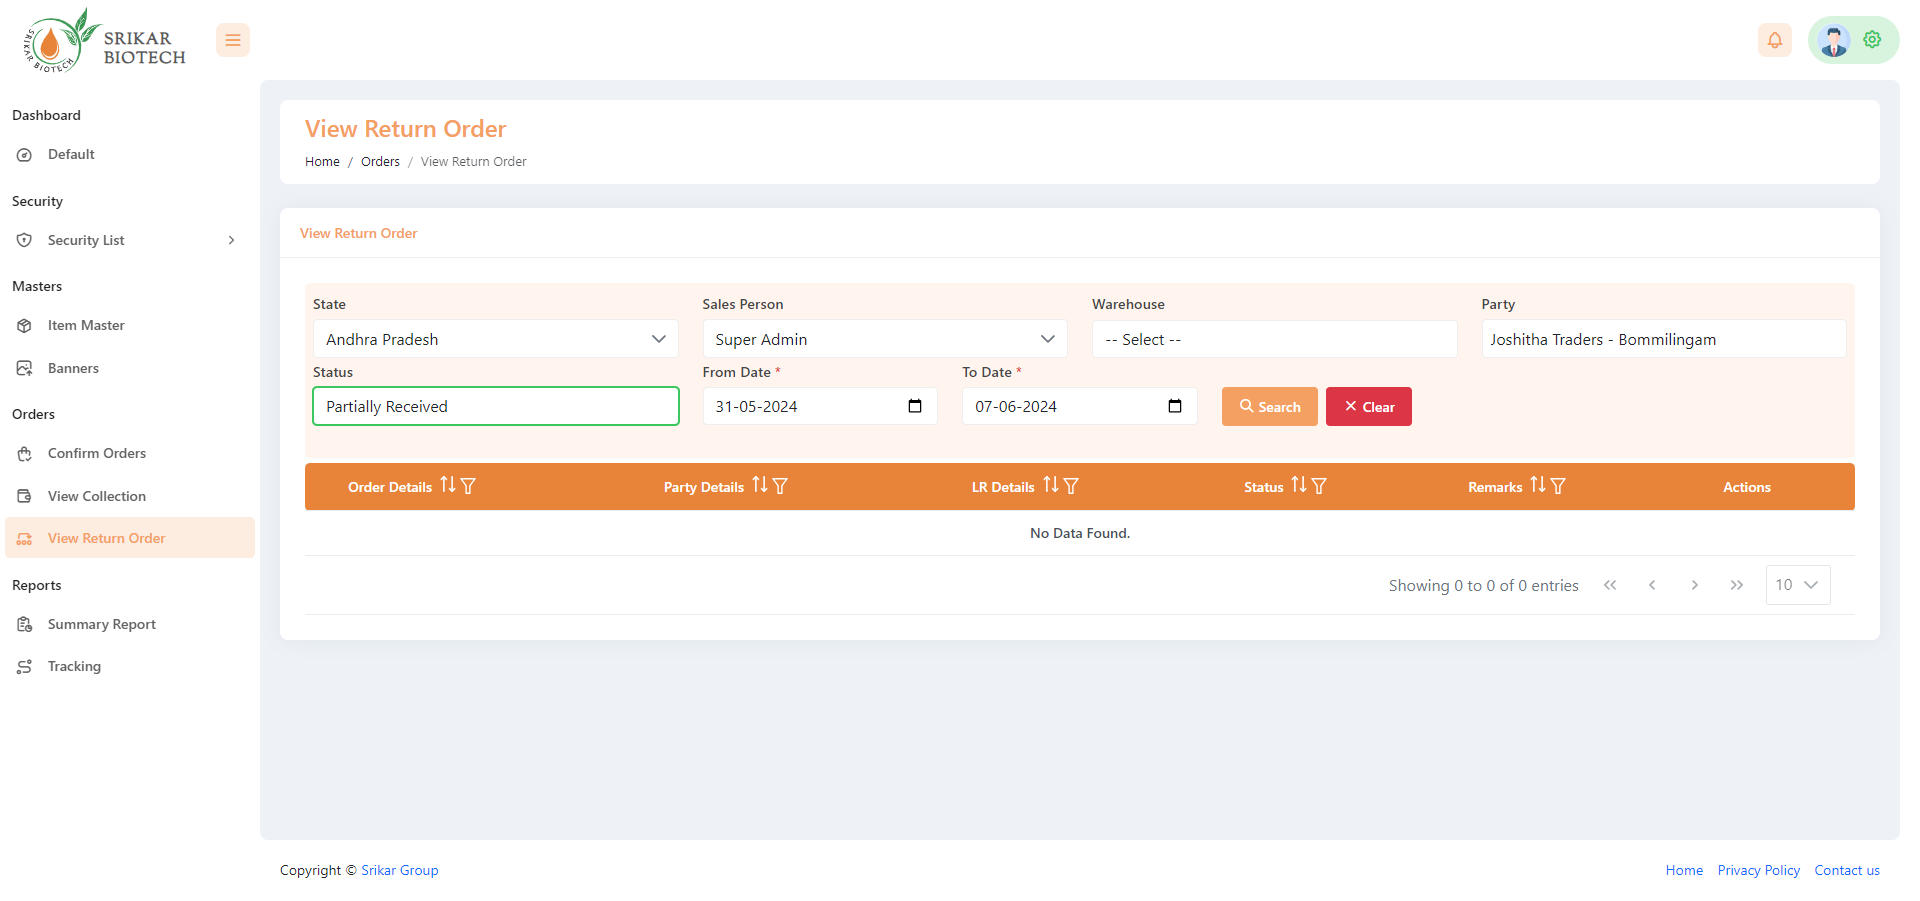 SRIKAR BIOTECH
SRIKAR
BIOTECH
Dashboard
Default
Security
Security List
Masters
Item Master
Banners
Orders
Confirm Orders
View Collection
View Return Order
Reports
Summary Report
Tracking
View Return Order
Home / Orders / View Return Order
View Return Order
State Sales Person Warehouse Party
Andhra Pradesh Super Admin -- Select -- Joshitha Traders - Bommilingam
Status From Date * To Date *
Partially Received 31-05-2024 07-06-2024 Search Clear
Order Details Party Details LR Details Status Remarks Actions
No Data Found.
Showing 0 to 0 of 0 entries 10
Copyright © Srikar Group Home Privacy Policy Contact us